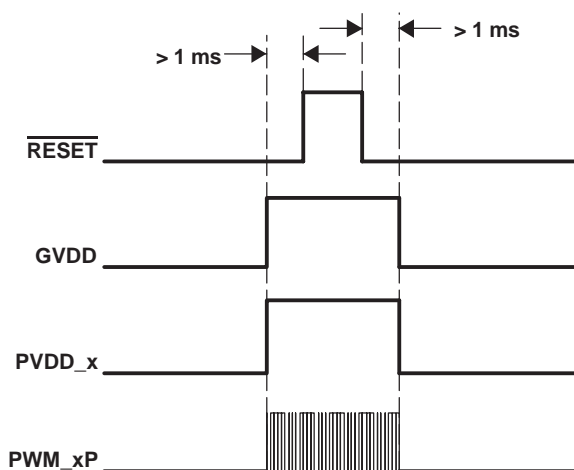 > 1 ms
> 1 ms
RESET
GVDD
PVDD_x
PWM_xP